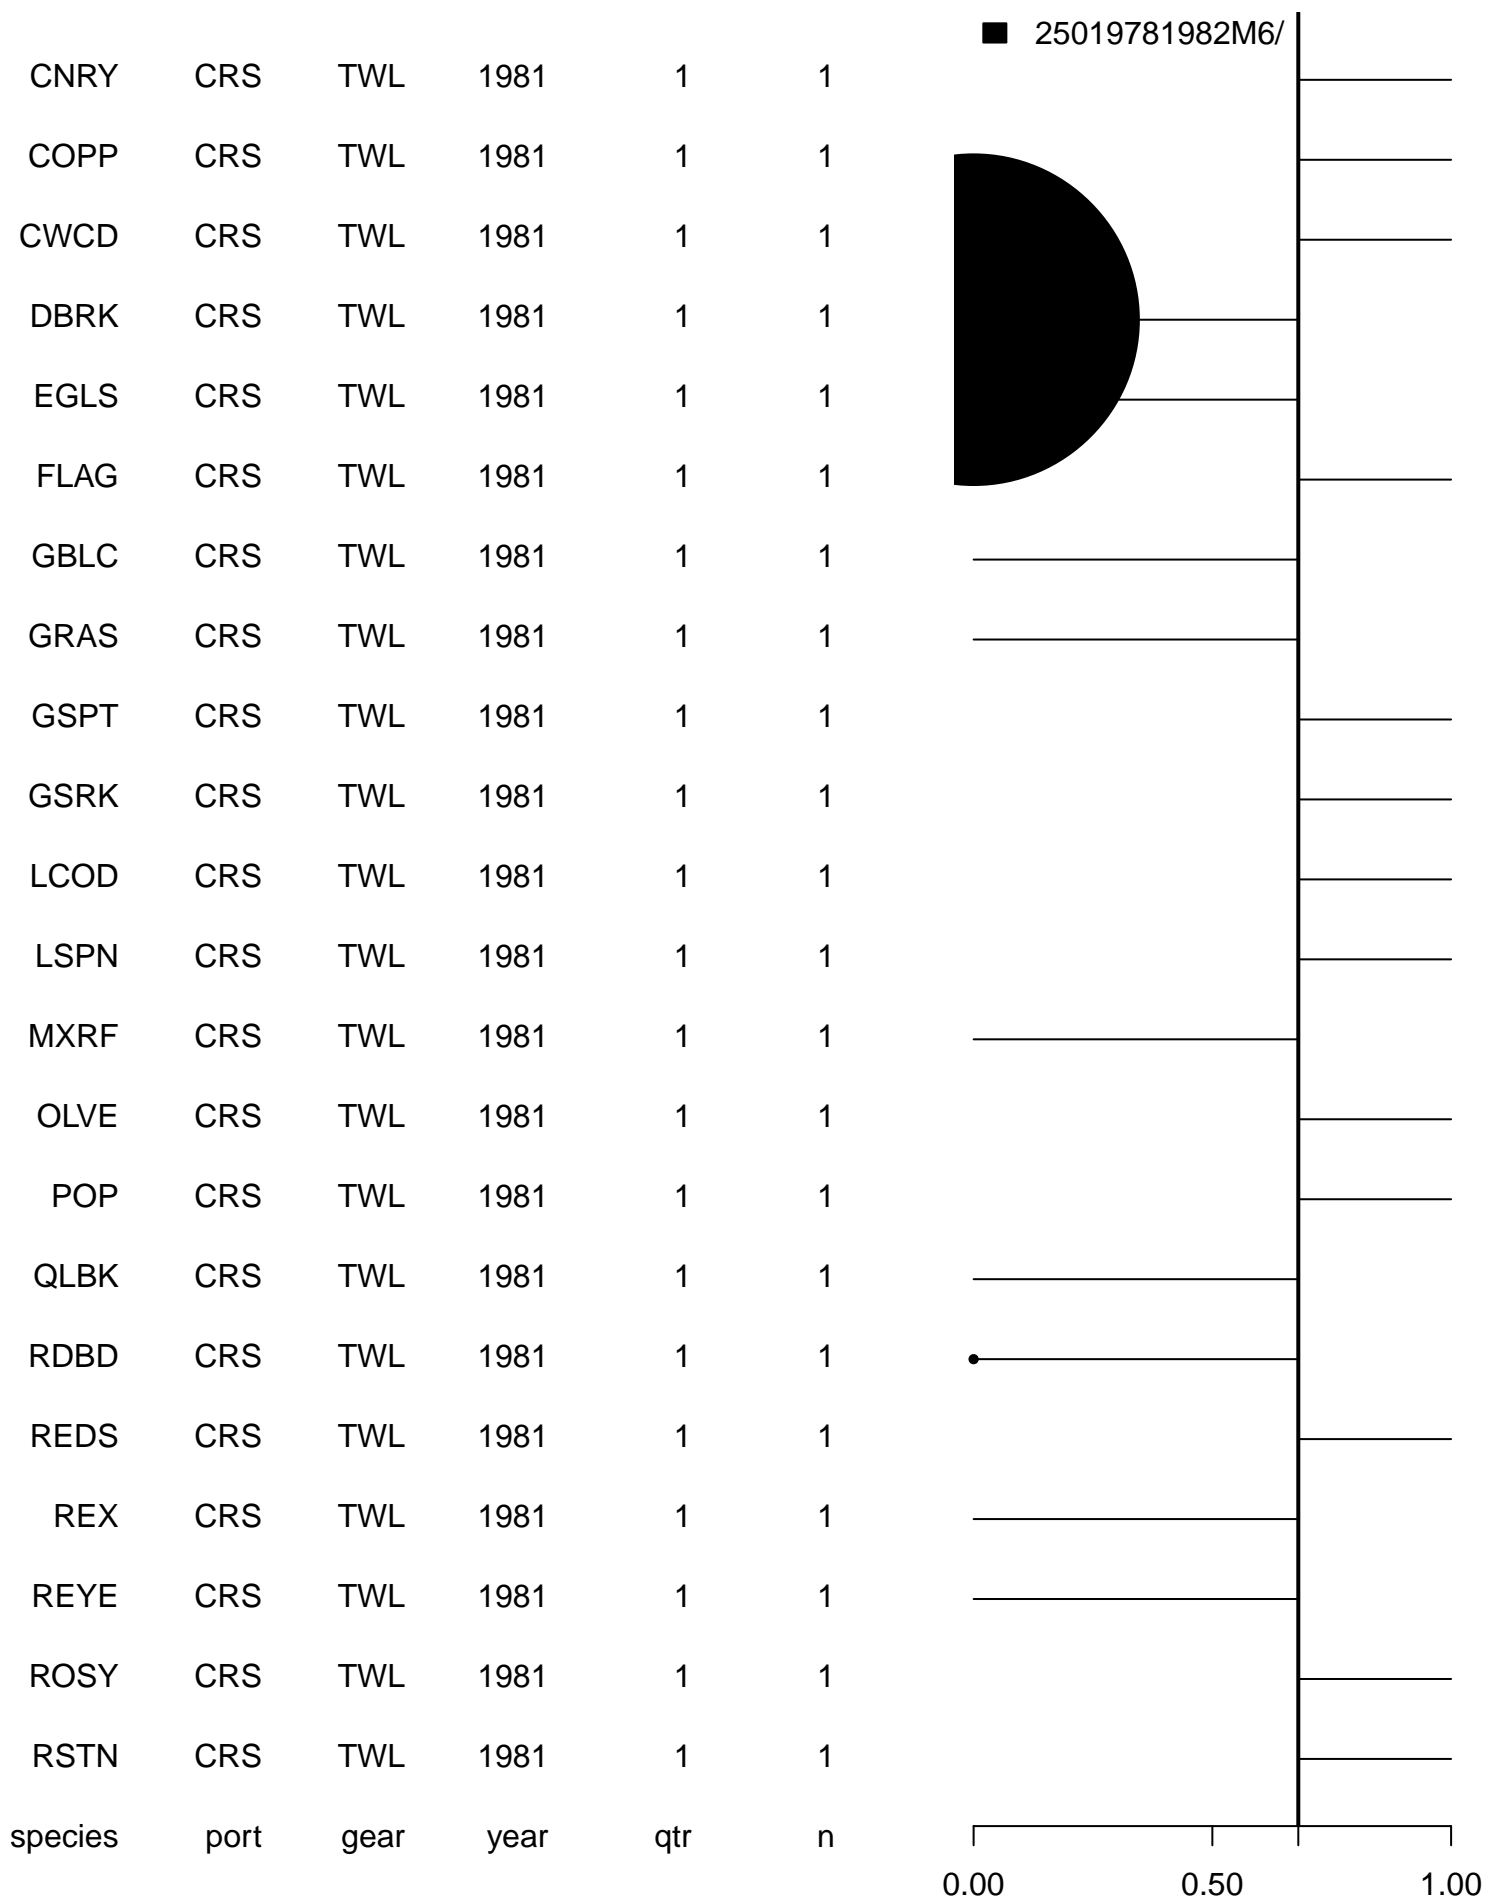 25019781982M6/
CNRY CRS TWL 1981 1 1
COPP CRS TWL 1981 1 1
CWCD CRS TWL 1981 1 1
DBRK CRS TWL 1981 1 1
EGLS CRS TWL 1981 1 1
FLAG CRS TWL 1981 1 1
GBLC CRS TWL 1981 1 1
GRAS CRS TWL 1981 1 1
GSPT CRS TWL 1981 1 1
GSRK CRS TWL 1981 1 1
LCOD CRS TWL 1981 1 1
LSPN CRS TWL 1981 1 1
MXRF CRS TWL 1981 1 1
OLVE CRS TWL 1981 1 1
POP CRS TWL 1981 1 1
QLBK CRS TWL 1981 1 1
RDBD CRS TWL 1981 1 1
REDS CRS TWL 1981 1 1
REX CRS TWL 1981 1 1
REYE CRS TWL 1981 1 1
ROSY CRS TWL 1981 1 1
RSTN CRS TWL 1981 1 1
species port gear year qtr n
0.00 0.50 1.00